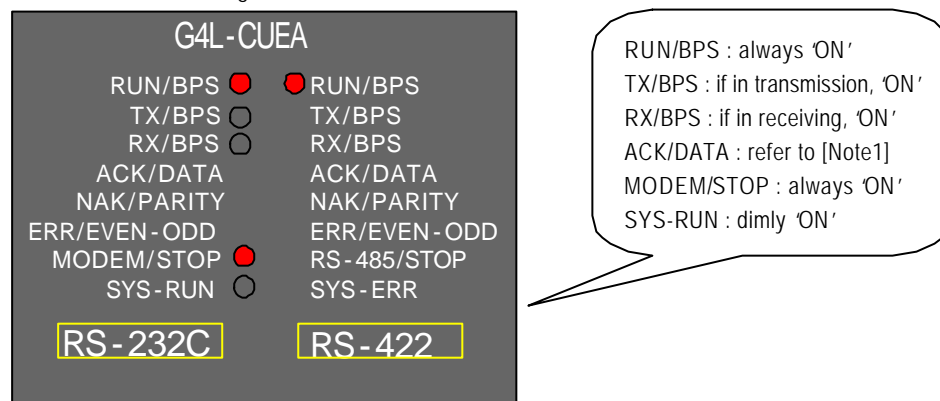 G4L-CUEA
RUN/BPS RUN/BPS
TX/BPS TX/BPS
RX/BPS RX/BPS
ACK/DATA ACK/DATA
NAK/PARITY NAK/PARITY
ERR/EVEN-ODD ERR/EVEN-ODD
MODEM/STOP RS-485/STOP
SYS-RUN SYS-ERR
RS-232C RS-422
RUN/BPS : always ‘ON’
TX/BPS : if in transmission, ‘ON’
RX/BPS : if in receiving, ‘ON’
ACK/DATA : refer to [Note1]
MODEM/STOP : always ‘ON’
SYS-RUN : dimly ‘ON’